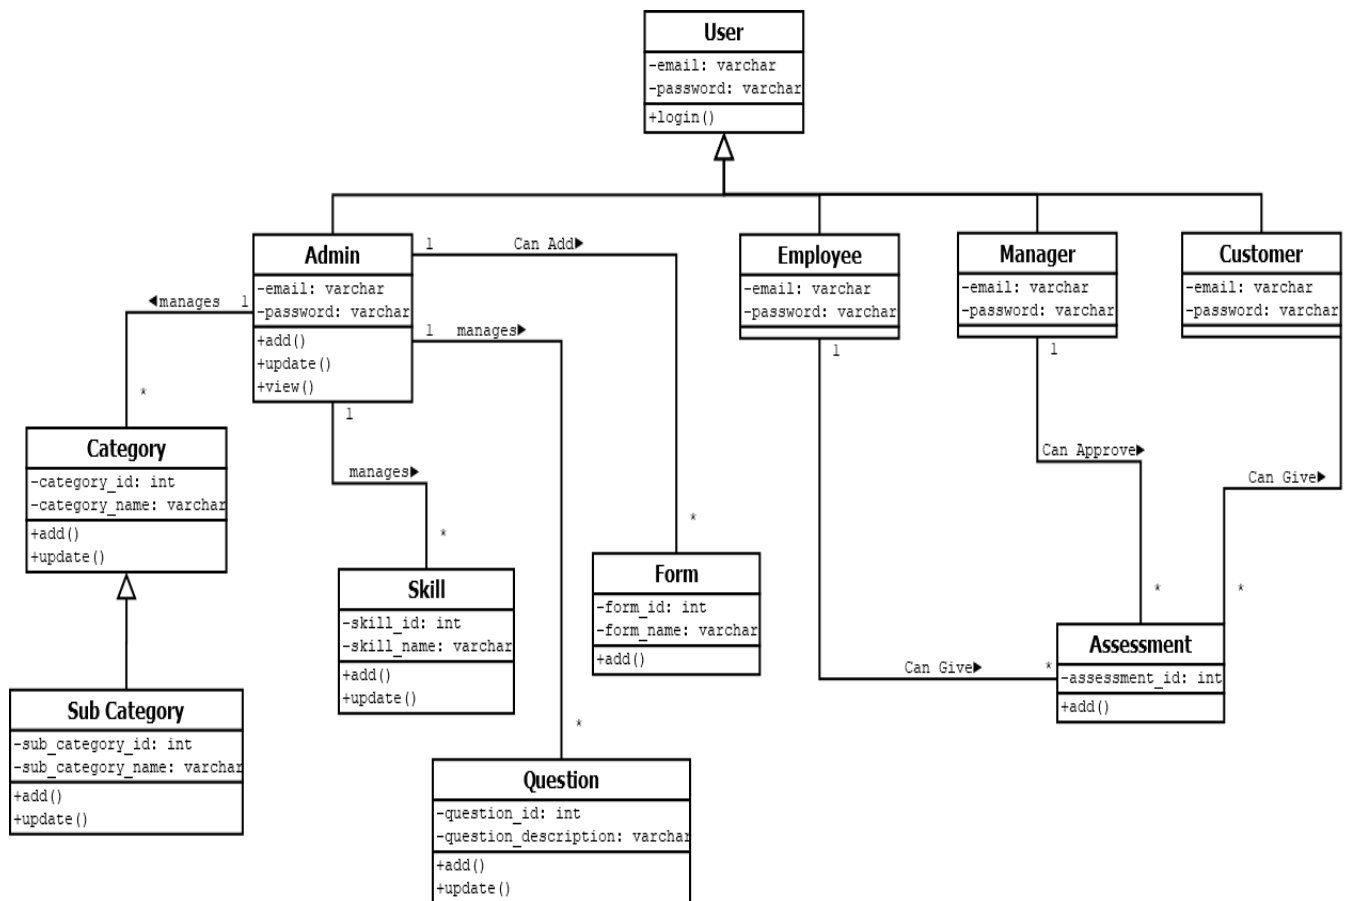 User
-email: varchar
-password: varchar
+login()
Admin
-email: varchar
-password: varchar
+add()
+update()
+view()
1 Can Add▶
Employee
-email: varchar
-password: varchar
Manager
-email: varchar
-password: varchar
Customer
-email: varchar
-password: varchar
◀manages 1
1 manages▶
1
1
1
*
manages▶
Can Approve▶
Can Give▶
Category
-category_id: int
-category_name: varchar
+add()
+update()
*
*
Skill
-skill_id: int
-skill_name: varchar
+add()
+update()
Form
-form_id: int
-form_name: varchar
+add()
*
*
Assessment
-assessment_id: int
+add()
Can Give▶ *
Sub Category
-sub_category_id: int
-sub_category_name: varchar
+add()
+update()
*
Question
-question_id: int
-question_description: varchar
+add()
+update()